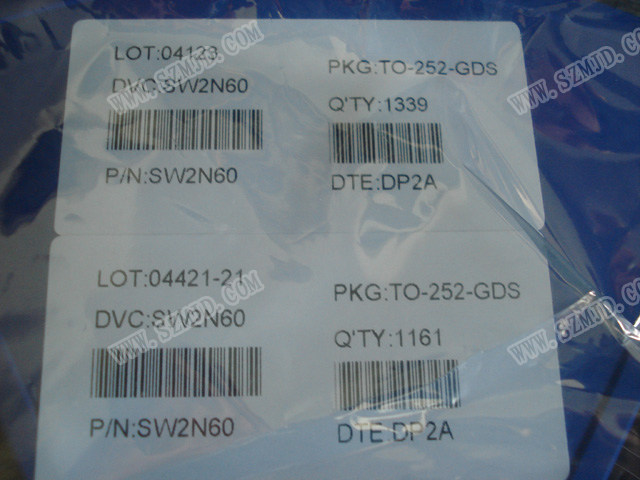 LOT:04123
PKG:TO-252-GDS
DVC:SW2N60
Q'TY:1339
P/N:SW2N60
DTE:DP2A
LOT:04421-21
PKG:TO-252-GDS
DVC:SW2N60
Q'TY:1161
P/N:SW2N60
DTE:DP2A
WWW.SZMJD.COM
WWW.SZMJD.COM
WWW.SZMJD.COM
WWW.SZMJD.COM